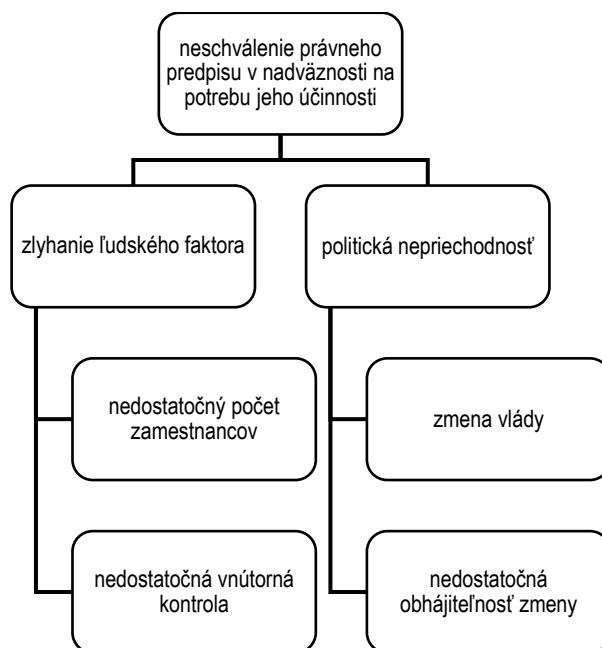 neschválenie právneho
predpisu v nadväznosti na
potrebu jeho účinnosti
zlyhanie ľudského faktora
politická nepriechodnosť
nedostatočný počet
zamestnancov
zmena vlády
nedostatočná vnútorná
kontrola
nedostatočná
obhájiteľnosť zmeny